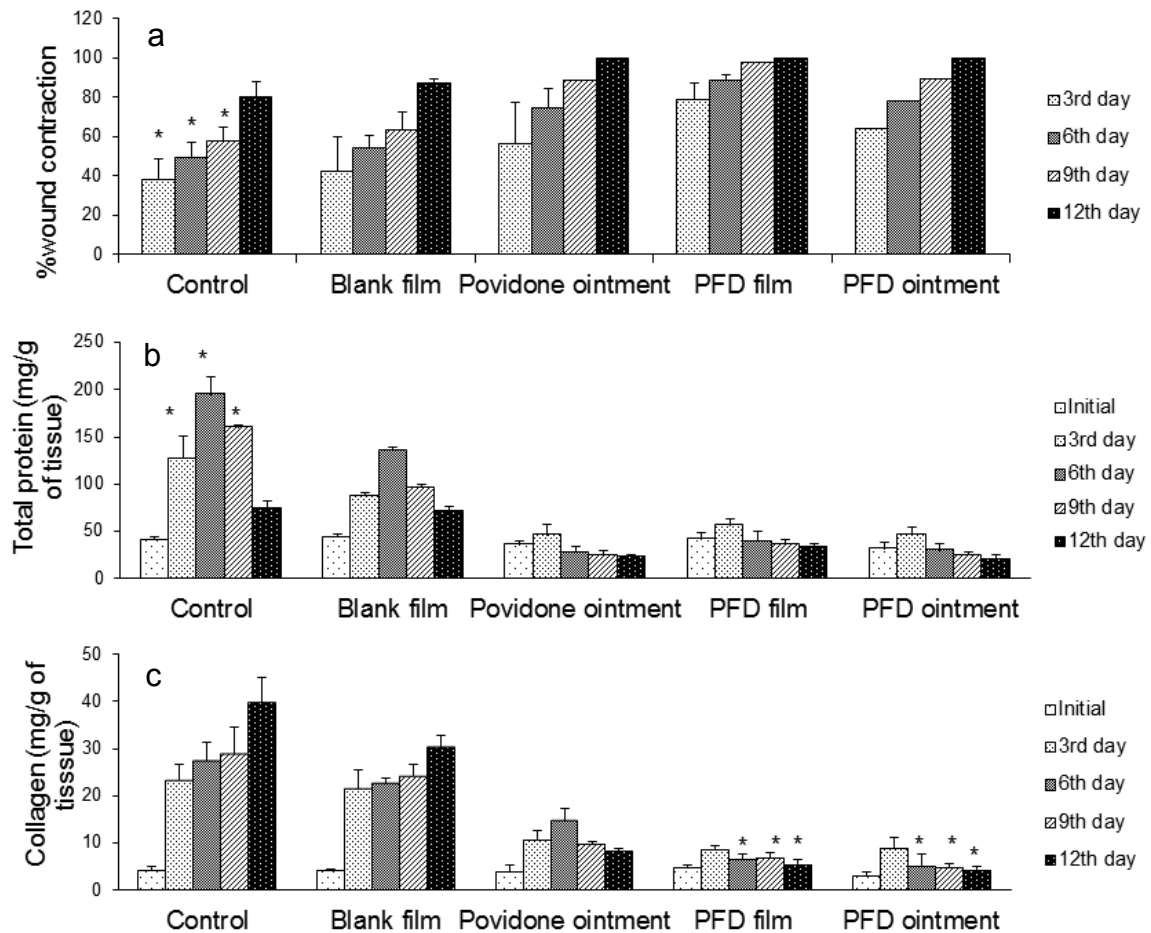 a
%wound contraction
120
100
80
60
40
20
0
* * *
Control Blank film Povidone ointment PFD film PFD ointment
3rd day
6th day
9th day
12th day
b
Total protein (mg/g
of tissue)
250
200
150
100
50
0
* * *
Control Blank film Povidone ointment PFD film PFD ointment
Initial
3rd day
6th day
9th day
12th day
c
Collagen (mg/g of
tisssue)
50
40
30
20
10
0
* * * * * *
Control Blank film Povidone ointment PFD film PFD ointment
Initial
3rd day
6th day
9th day
12th day